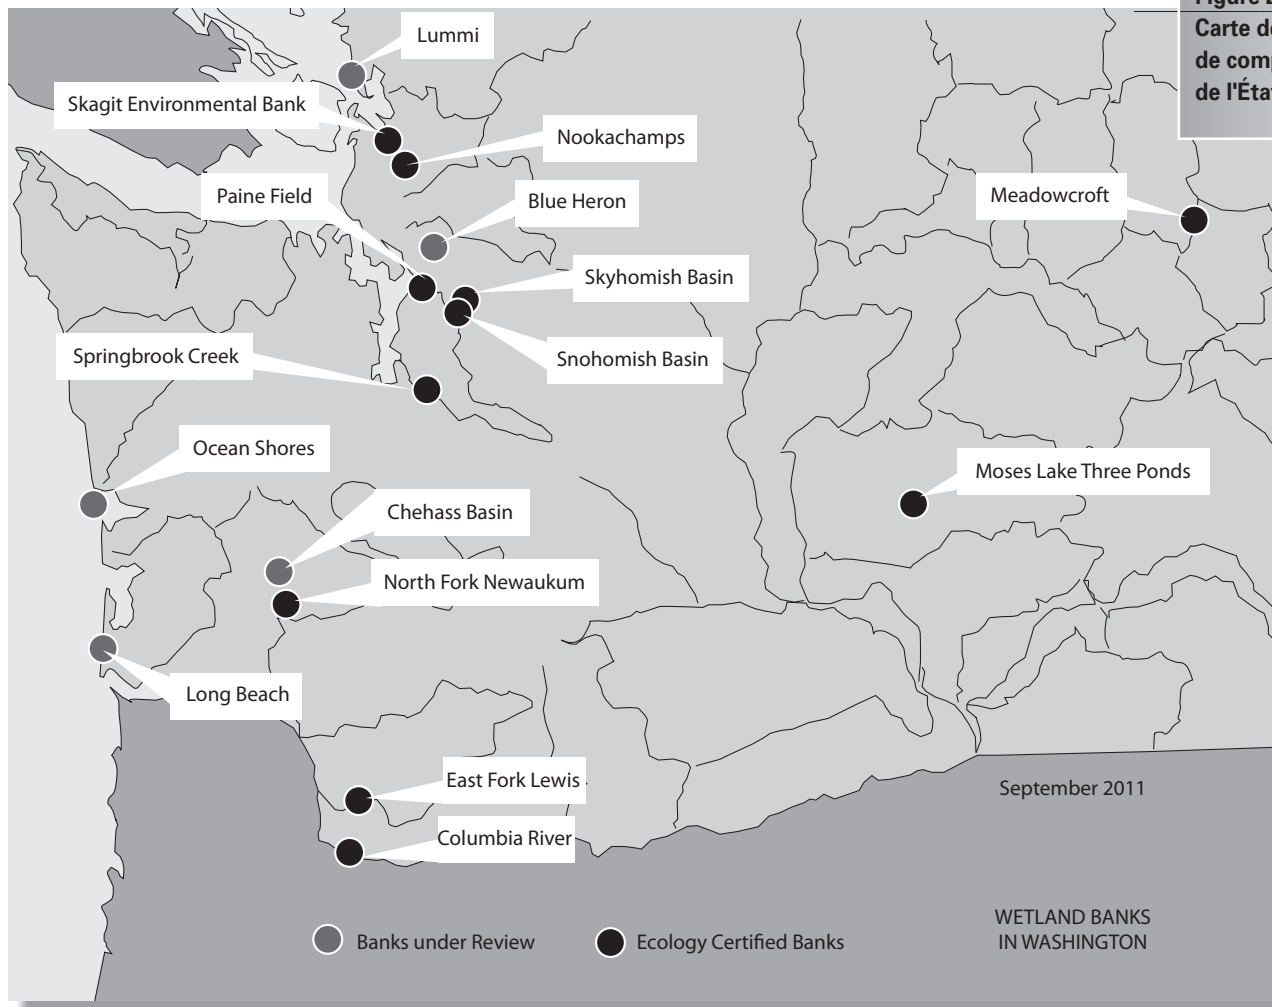 Carte de
de comp
de l'État
Lummi
Skagit Environmental Bank
Nookachamps
Paine Field
Blue Heron
Meadowcroft
Skyhomish Basin
Springbrook Creek
Snohomish Basin
Ocean Shores
Moses Lake Three Ponds
Chehass Basin
North Fork Newaukum
Long Beach
East Fork Lewis
September 2011
Columbia River
WETLAND BANKS
IN WASHINGTON
Banks under Review
Ecology Certified Banks